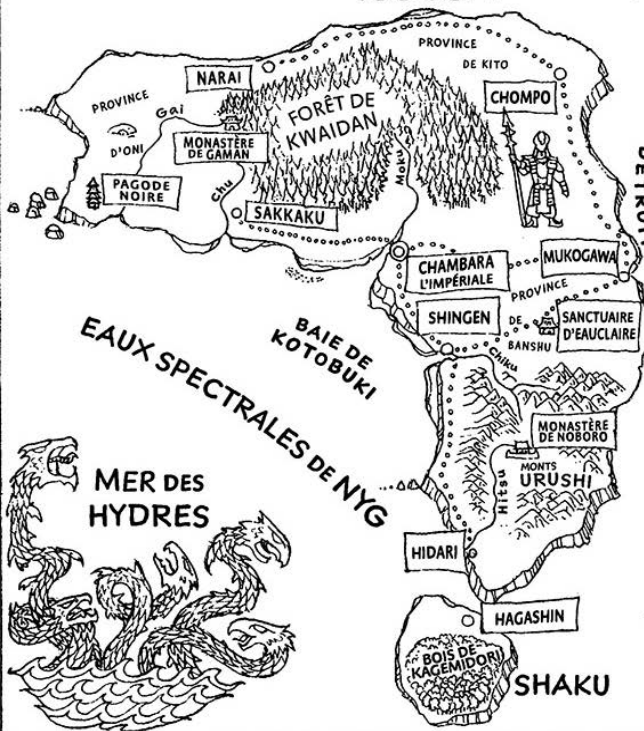 PROVINCE
DE KITO
NARAI
CHOMPO
PROVINCE
D'ONI
Gai
FORÊT DE
KWAIDAN
MONASTÈRE
DE GAMAN
PAGODE
NOIRE
Chu
Moku
SAKKAKU
CHAMBARA
L'IMPÉRIALE
MUKOGAWA
PROVINCE
DE
BANSHU
SHINGEN
SANCTUAIRE
D'EAUCLAIRE
Chiku
BAIE DE
KOTOBUKI
EAUX SPECTRALES DE NYG
MONASTÈRE
DE NOBORO
MONTS
URUSHI
Hitsu
MER DES
HYDRES
HIDARI
HAGASHIN
BOIS DE
KAGEMIDORI
SHAKU